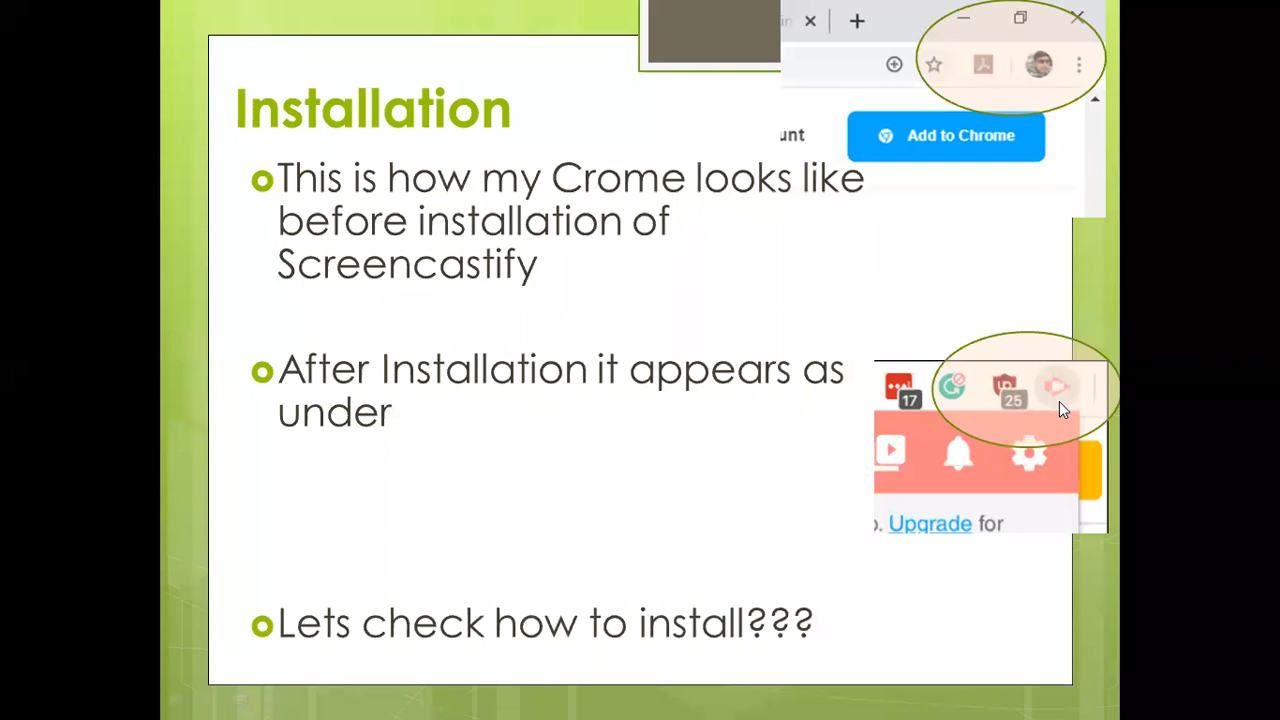 Add to Chrome
unt
Installation
This is how my Crome looks like
before installation of
Screencastify
After Installation it appears as
under
17
25
Upgrade for
Lets check how to install???